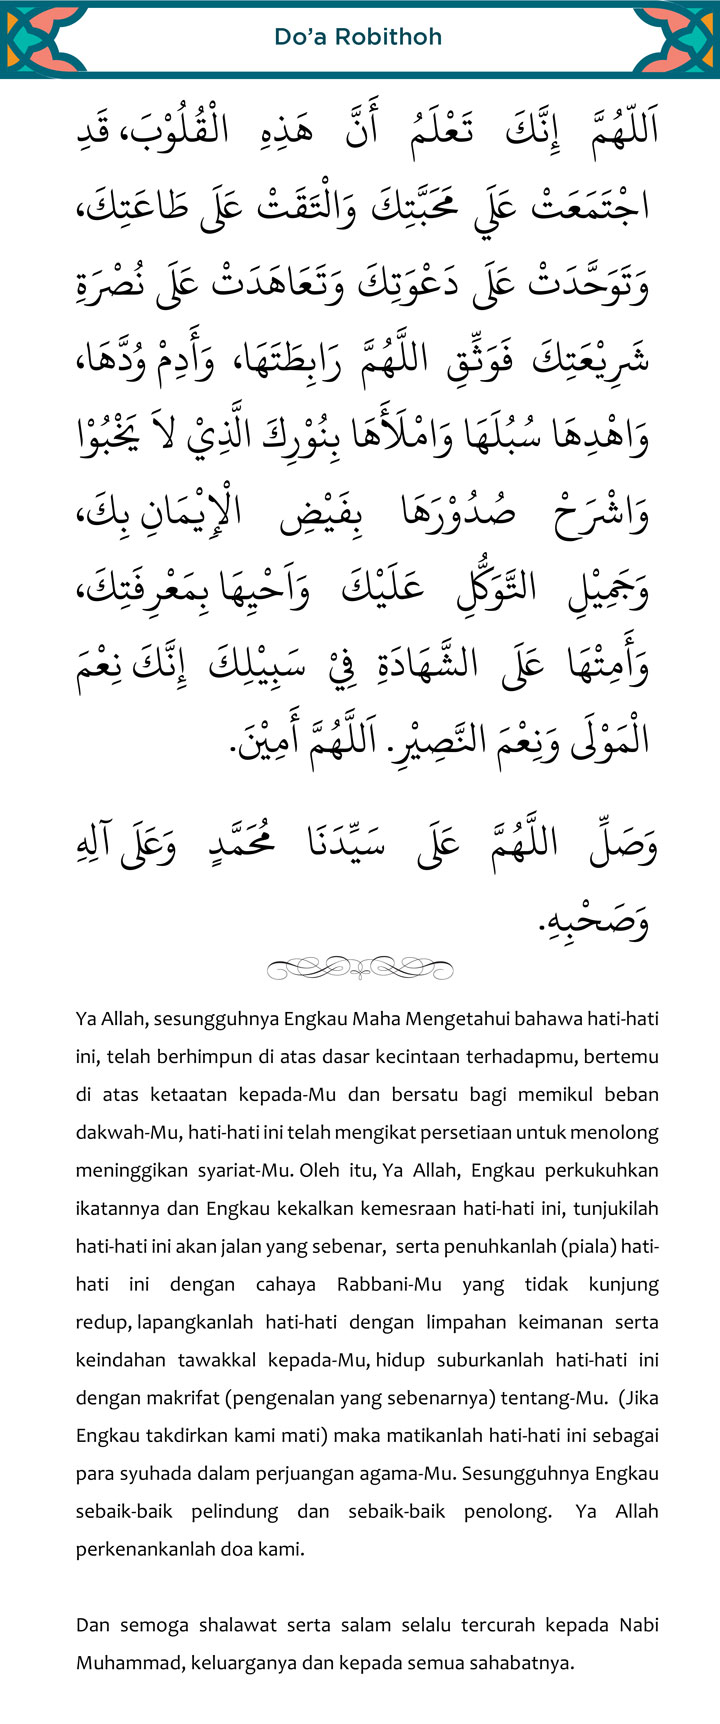 Do’a Robithoh
اَللّهُمَّ إِنَّكَ تَعْلَمُ أَنَّ هَذِهِ الْقُلُوْبَ، قَدِ
اجْتَمَعَتْ عَلَي مَحَبَّتِكَ وَالْتَقَتْ عَلَى طَاعَتِكَ،
وَتَوَحَّدَتْ عَلَى دَعْوَتِكَ وَتَعَاهَدَتْ عَلَى نُصْرَةِ
شَرِيْعَتِكَ فَوَثِّقِ اللَّهُمَّ رَابِطَتَهَا، وَأَدِمْ وُدَّهَا،
وَاهْدِهَا سُبُلَهَا وَامْلَأَهَا بِنُوْرِكَ الَّذِيْ لاَ يَخْبُوْا
وَاشْرَحْ صُدُوْرَهَا بِفَيْضِ الْإِيْمَانِ بِكَ،
وَجَمِيْلِ التَّوَكُّلِ عَلَيْكَ وَاَحْيِهَا بِمَعْرِفَتِكَ،
وَأَمِتْهَا عَلَى الشَّهَادَةِ فِيْ سَبِيْلِكَ إِنَّكَ نِعْمَ
الْمَوْلَى وَنِعْمَ النَّصِيْرِ. اَللَّهُمَّ أَمِيْنَ.
وَصَلِّ اللَّهُمَّ عَلَى سَيِّدَنَا مُحَمَّدٍ وَعَلَى آلِهِ
وَصَحْبِهِ.
Ya Allah, sesungguhnya Engkau Maha Mengetahui bahawa hati-hati
ini, telah berhimpun di atas dasar kecintaan terhadapmu, bertemu
di atas ketaatan kepada-Mu dan bersatu bagi memikul beban
dakwah-Mu, hati-hati ini telah mengikat persetiaan untuk menolong
meninggikan syariat-Mu. Oleh itu, Ya Allah, Engkau perkukuhkan
ikatannya dan Engkau kekalkan kemesraan hati-hati ini, tunjukilah
hati-hati ini akan jalan yang sebenar, serta penuhkanlah (piala) hati-
hati ini dengan cahaya Rabbani-Mu yang tidak kunjung
redup, lapangkanlah hati-hati dengan limpahan keimanan serta
keindahan tawakkal kepada-Mu, hidup suburkanlah hati-hati ini
dengan makrifat (pengenalan yang sebenarnya) tentang-Mu. (Jika
Engkau takdirkan kami mati) maka matikanlah hati-hati ini sebagai
para syuhada dalam perjuangan agama-Mu. Sesungguhnya Engkau
sebaik-baik pelindung dan sebaik-baik penolong. Ya Allah
perkenankanlah doa kami.
Dan semoga shalawat serta salam selalu tercurah kepada Nabi
Muhammad, keluarganya dan kepada semua sahabatnya.